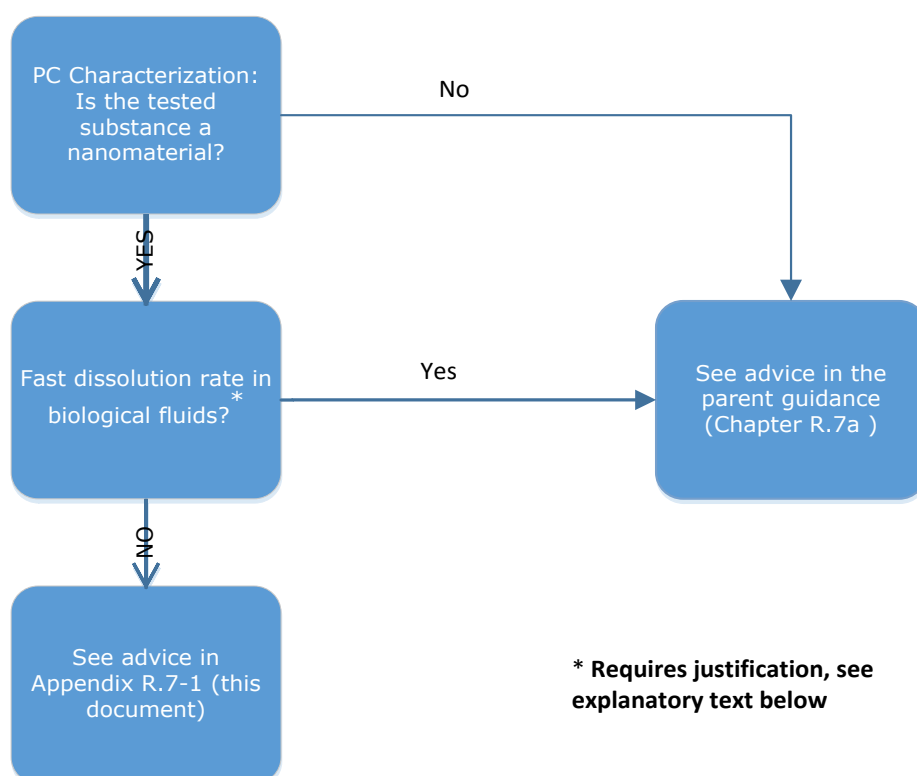 PC Characterization:
Is the tested
substance a
nanomaterial?
No
YES
Fast dissolution rate in
biological fluids?*
Yes
See advice in the
parent guidance
(Chapter R.7a )
NO
See advice in
Appendix R.7-1 (this
document)
* Requires justification, see
explanatory text below